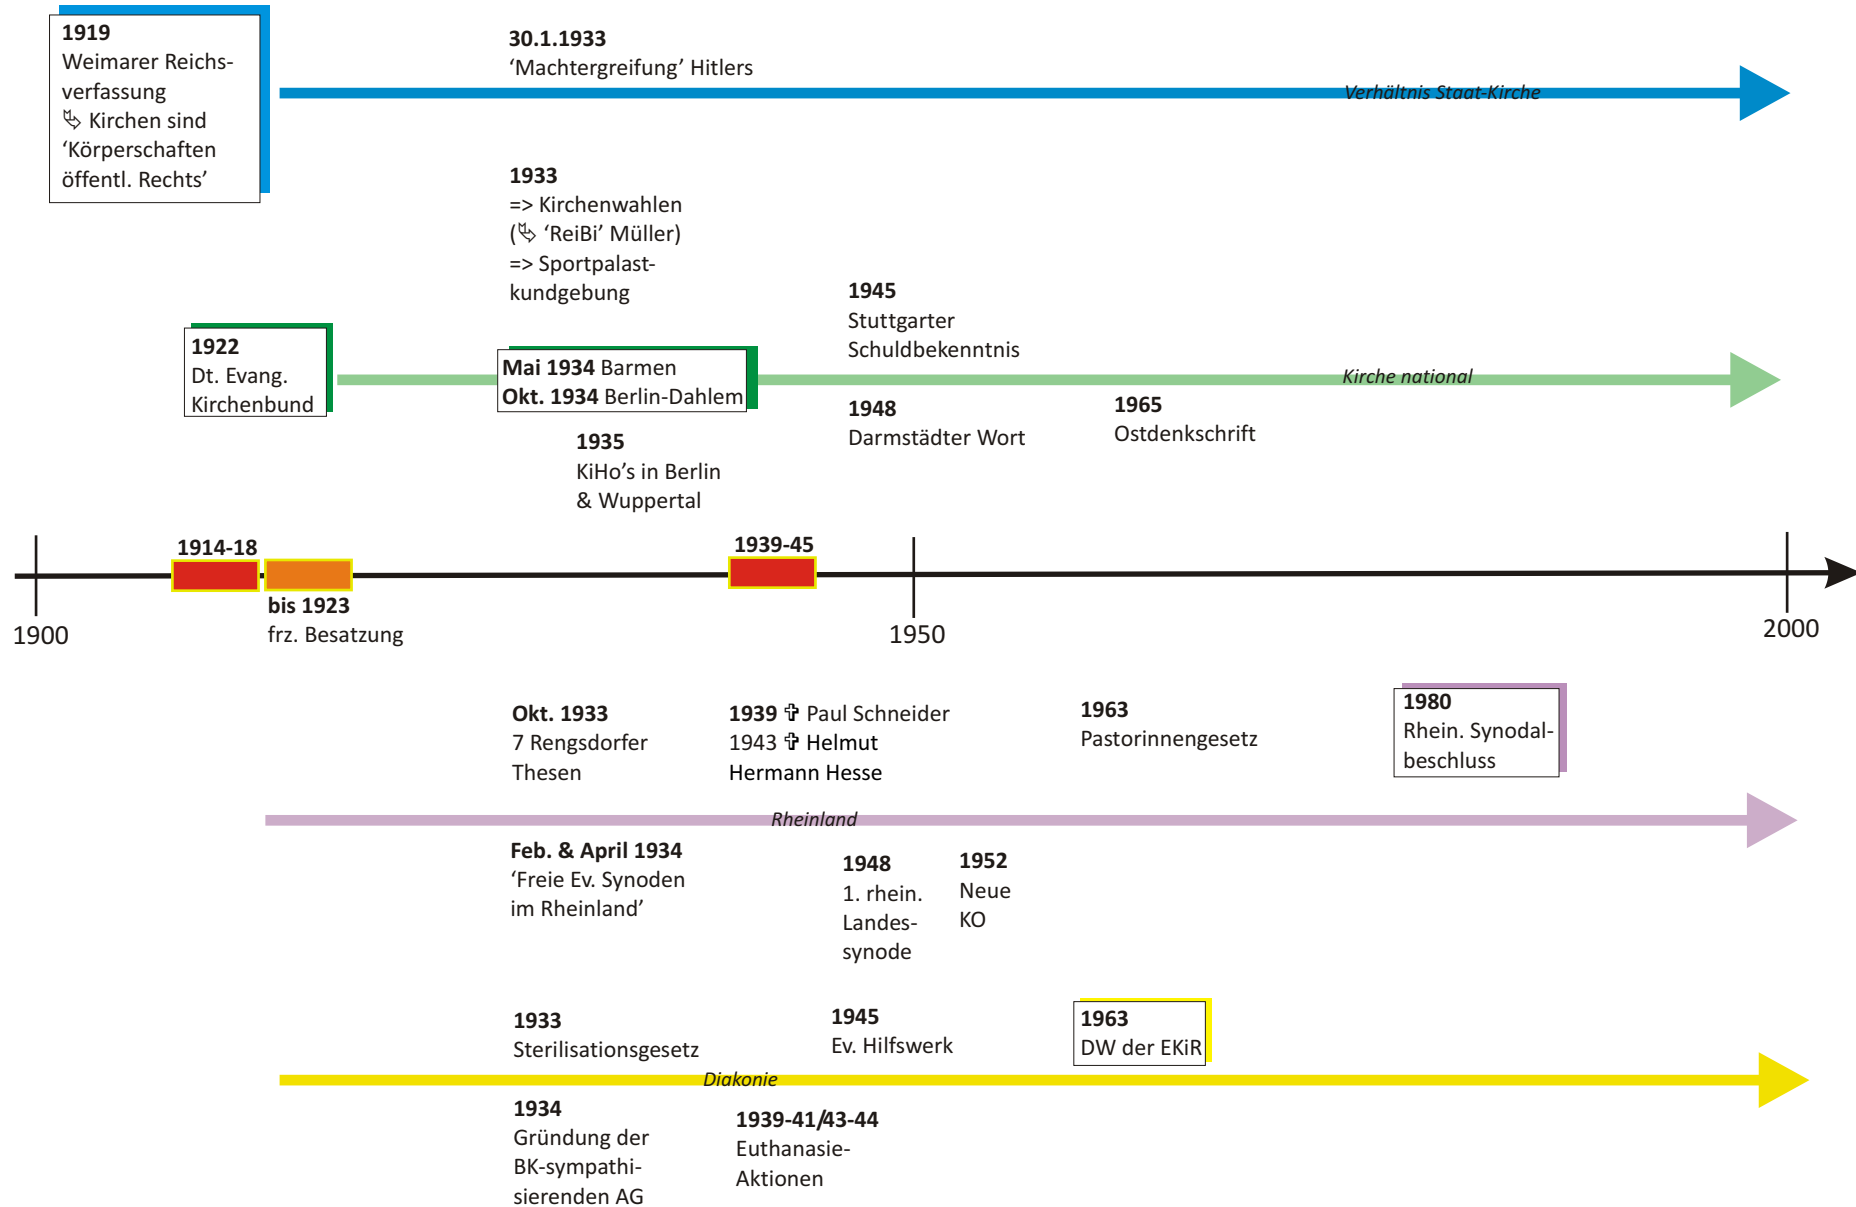 1919
Weimarer Reichs-
verfassung
⤷ Kirchen sind
‘Körperschaften
öffentl. Rechts’
30.1.1933
‘Machtergreifung’ Hitlers
Verhältnis Staat-Kirche
1933
=> Kirchenwahlen
(⤷ ‘ReiBi’ Müller)
=> Sportpalast-
kundgebung
1922
Dt. Evang.
Kirchenbund
Mai 1934 Barmen
Okt. 1934 Berlin-Dahlem
1945
Stuttgarter
Schuldbekenntnis
Kirche national
1935
KiHo’s in Berlin
& Wuppertal
1948
Darmstädter Wort
1965
Ostdenkschrift
1914-18
1939-45
bis 1923
frz. Besatzung
1900
1950
2000
Okt. 1933
7 Rengsdorfer
Thesen
1939 ✞ Paul Schneider
1943 ✞ Helmut
Hermann Hesse
1963
Pastorinnengesetz
1980
Rhein. Synodal-
beschluss
Rheinland
Feb. & April 1934
‘Freie Ev. Synoden
im Rheinland’
1948
1. rhein.
Landes-
synode
1952
Neue
KO
1933
Sterilisationsgesetz
1945
Ev. Hilfswerk
1963
DW der EKiR
Diakonie
1934
Gründung der
BK-sympathi-
sierenden AG
1939-41/43-44
Euthanasie-
Aktionen